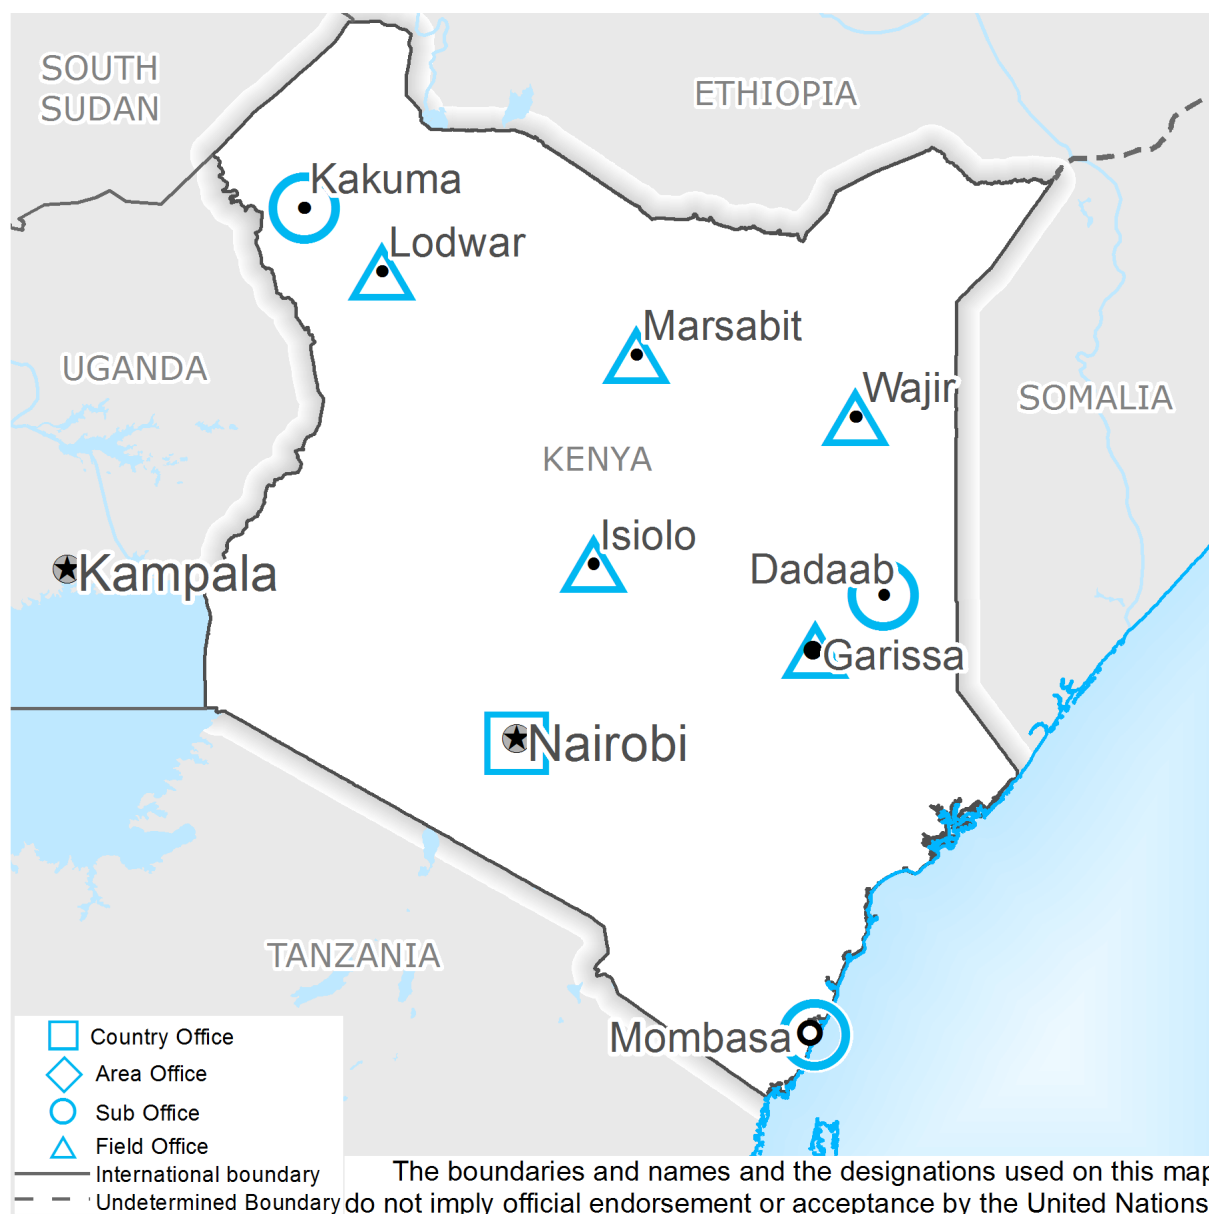 SOUTH
SUDAN
ETHIOPIA
Kakuma
Lodwar
Marsabit
UGANDA
Wajir
SOMALIA
KENYA
Isiolo
Dadaab
Kampala
Garissa
Nairobi
TANZANIA
Mombasa
Country Office
Area Office
Sub Office
Field Office
International boundary
Undetermined Boundary
The boundaries and names and the designations used on this map
do not imply official endorsement or acceptance by the United Nations.